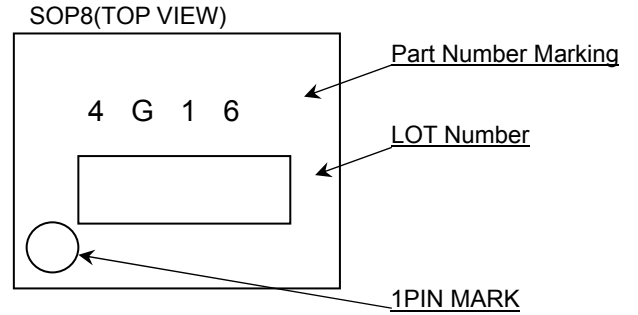 SOP8(TOP VIEW)
Part Number Marking
4 G 1 6
LOT Number
1PIN MARK